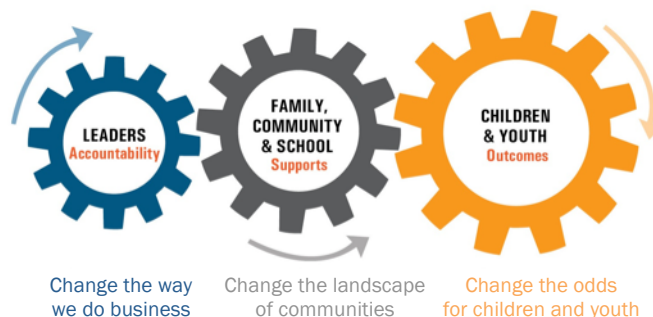 LEADERS
Accountability
FAMILY,
COMMUNITY
& SCHOOL
Supports
CHILDREN
& YOUTH
Outcomes
Change the way
we do business
Change the landscape
of communities
Change the odds
for children and youth